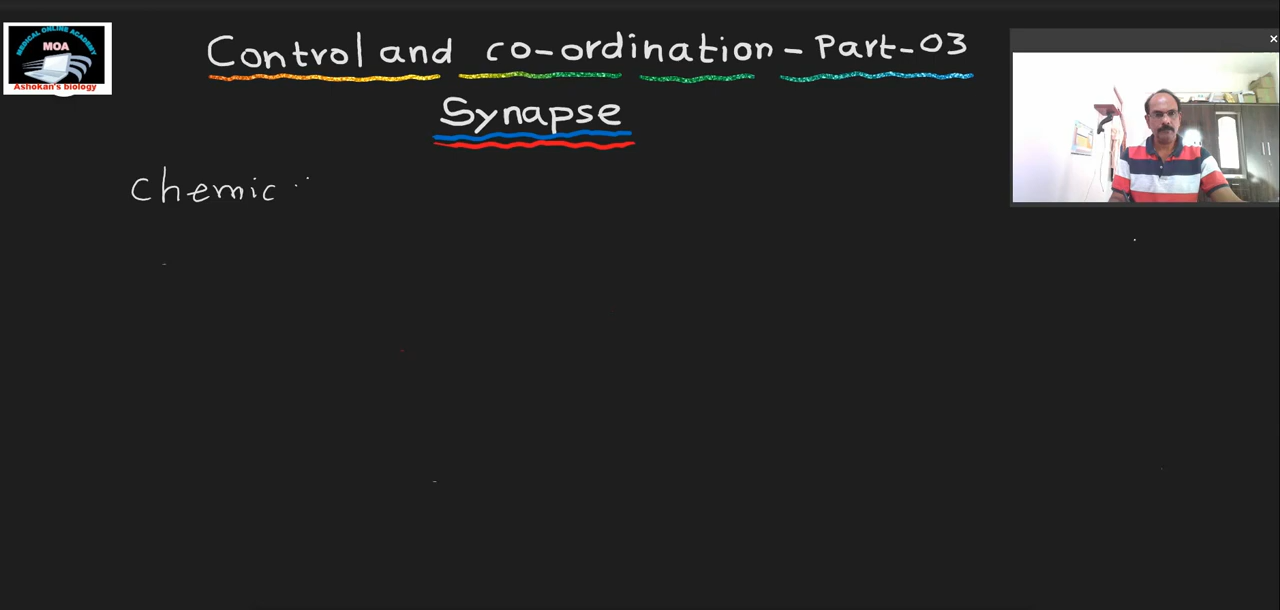 MEDICAL ONLINE ACADEMY
MOA
Ashokan's biology
Control and co-ordination - Part-03
Synapse
Chemic